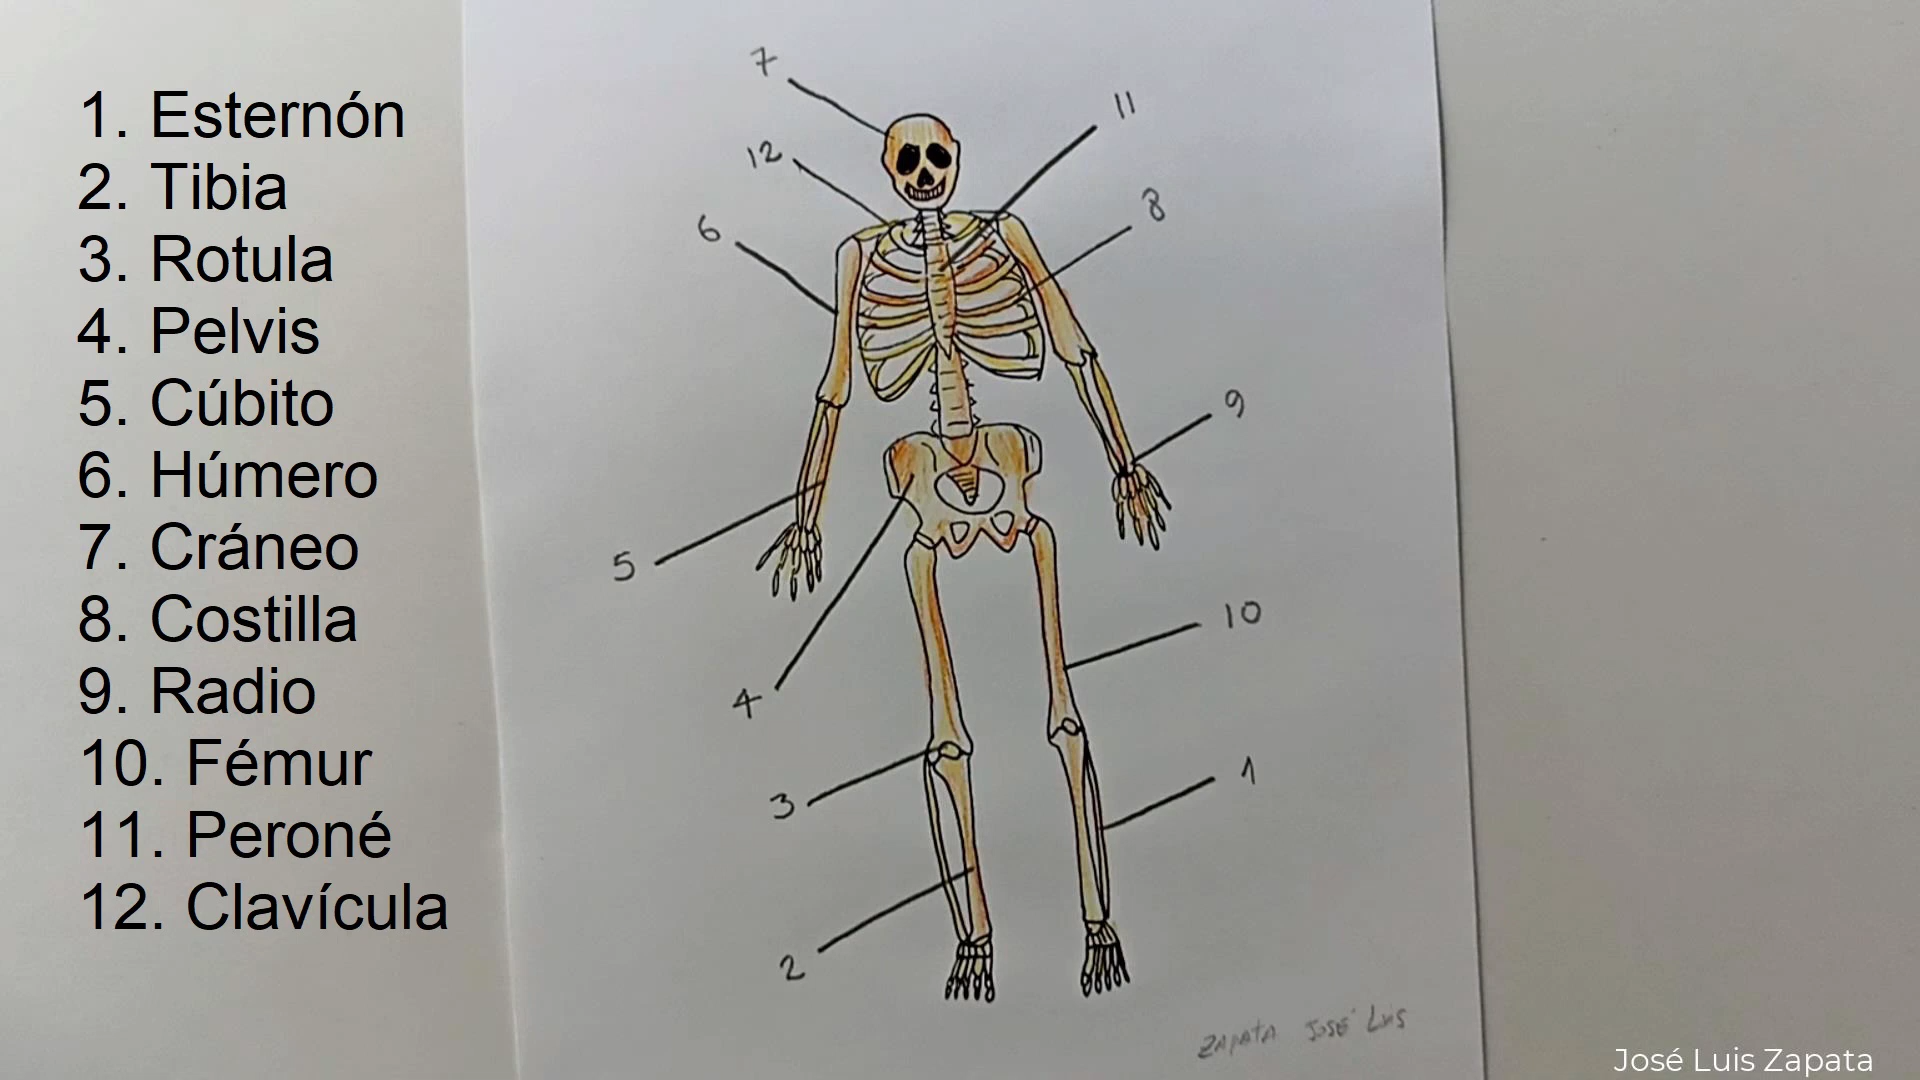 1. Esternón
2. Tibia
3. Rotula
4. Pelvis
5. Cúbito
6. Húmero
7. Cráneo
8. Costilla
9. Radio
10. Fémur
11. Peroné
12. Clavícula
7
11
12
8
6
9
5
10
4
3
1
2
ZAPATA JOSÉ LUIS
José Luis Zapata